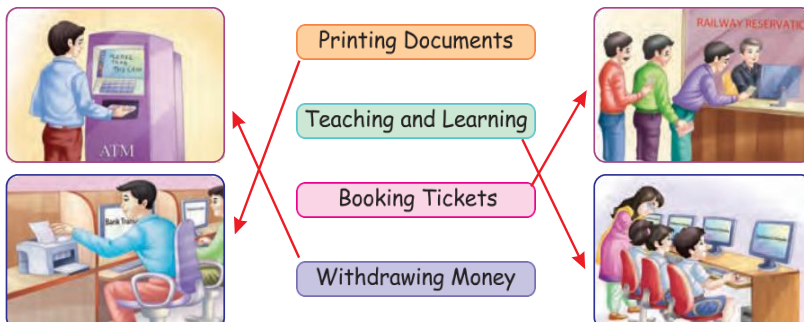 Printing Documents
Teaching and Learning
Booking Tickets
Withdrawing Money
ATM
RAILWAY RESERVATIO